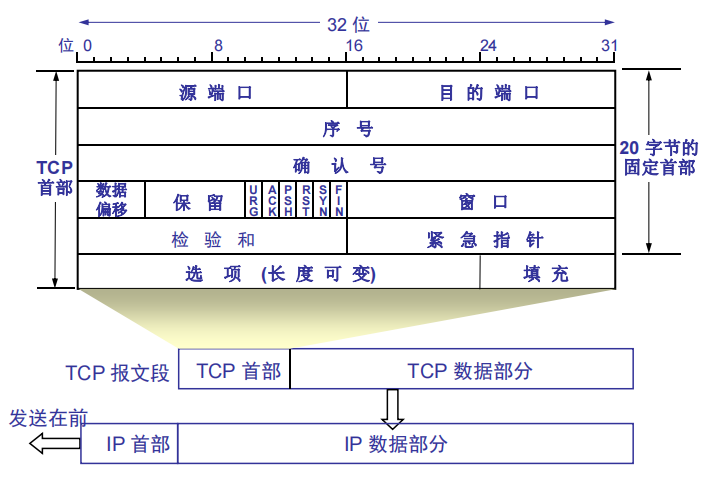 32 位
位 0 8 16 24 31
源 端 口 目 的 端 口
序 号
TCP
首部
20 字节的
固定首部
确 认 号
数据
偏移
保 留
URG
ACK
PSH
RST
SYN
FIN
窗 口
检 验 和 紧 急 指 针
选 项 (长 度 可 变) 填 充
TCP 报文段 TCP 首部 TCP 数据部分
发送在前
IP 首部 IP 数据部分